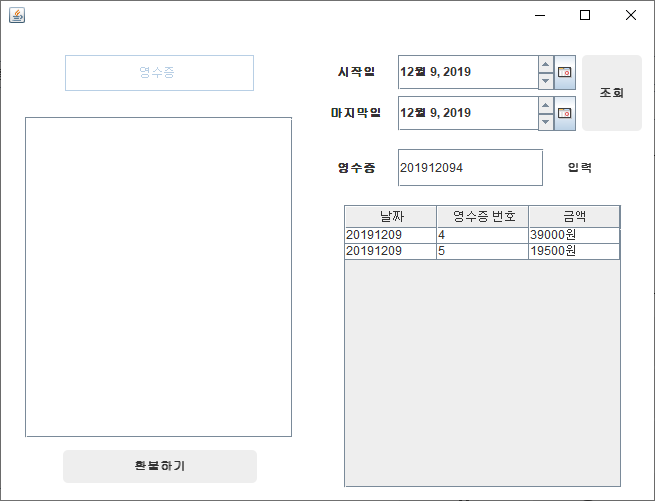 영수증
환불하기
시작일 12월 9, 2019
마지막일 12월 9, 2019
조회
영수증 201912094 입력
날짜 영수증 번호 금액
20191209 4 39000원
20191209 5 19500원